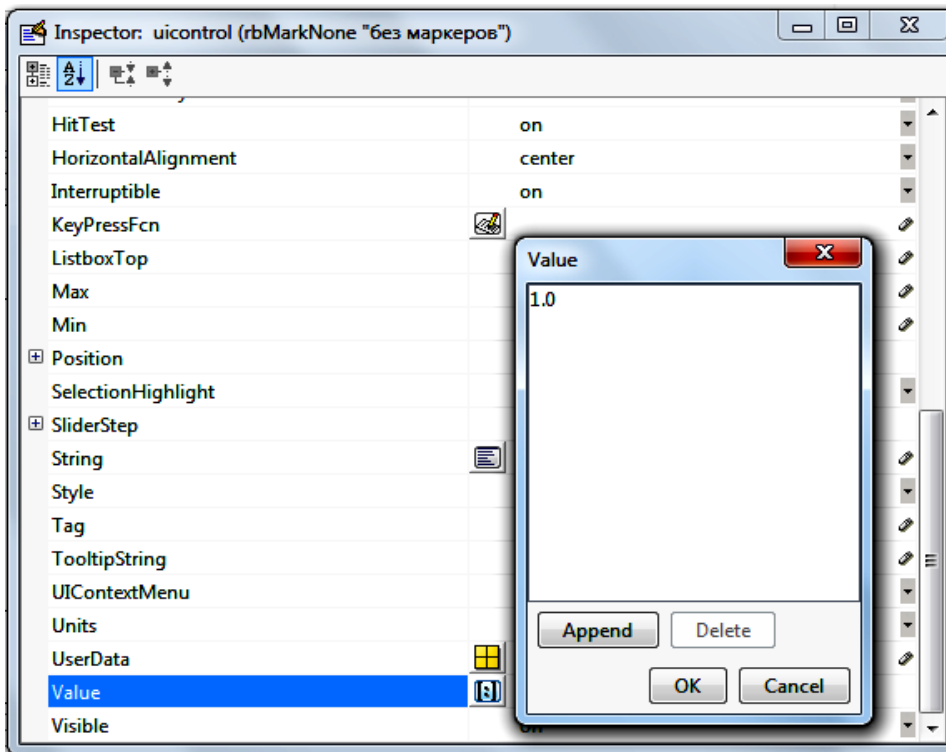 Inspector: uicontrol (rbMarkNone "без маркеров")
HitTest on
HorizontalAlignment center
Interruptible on
KeyPressFcn
ListboxTop
Max
Min
Position
SelectionHighlight
SliderStep
String
Style
Tag
TooltipString
UIContextMenu
Units
UserData
Value
Visible on
Value
1.0
Append Delete
OK Cancel